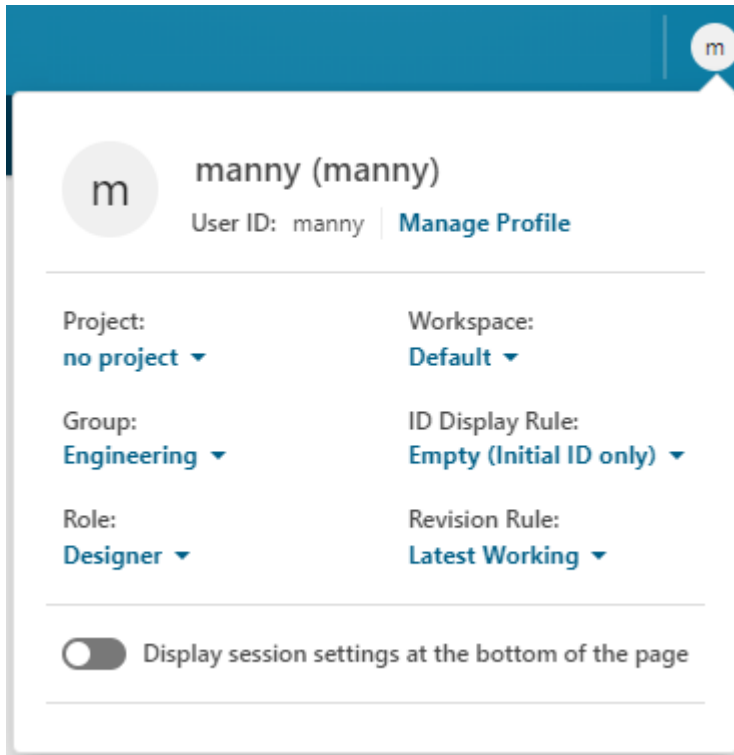 m
m
manny (manny)
User ID: manny Manage Profile
Project:
no project
Workspace:
Default
Group:
Engineering
ID Display Rule:
Empty (Initial ID only)
Role:
Designer
Revision Rule:
Latest Working
Display session settings at the bottom of the page